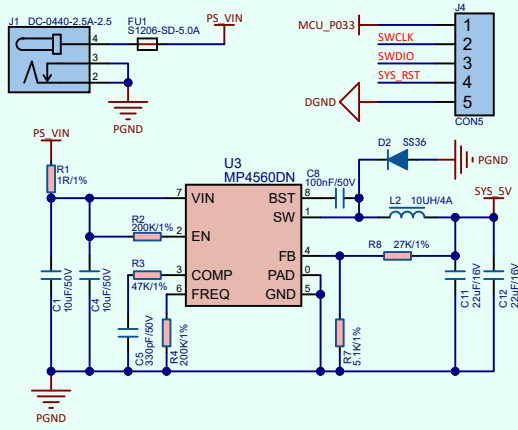 J1 DC-0440-2.5A-2.5
4
3
2
FU1
S1206-SD-5.0A
PS_VIN
PGND
J4
MCU_P033 1
SWCLK 2
SWDIO 3
SYS_RST 4
DGND 5
CON5
PS_VIN
R1
1R/1%
U3
MP4560DN
7 VIN
R2
200K/1%
2 EN
R3
47K/1%
3 COMP
6 FREQ
BST 8
SW 1
FB 4
PAD 0
GND 5
C8
100nF/50V
D2 SS36
PGND
L2 10UH/4A
SYS_5V
R8 27K/1%
C1
10uF/50V
C4
10uF/50V
C5
330pF/50V
R4
200K/1%
R7
5.1K/1%
C11
22uF/16V
C12
22uF/16V
PGND